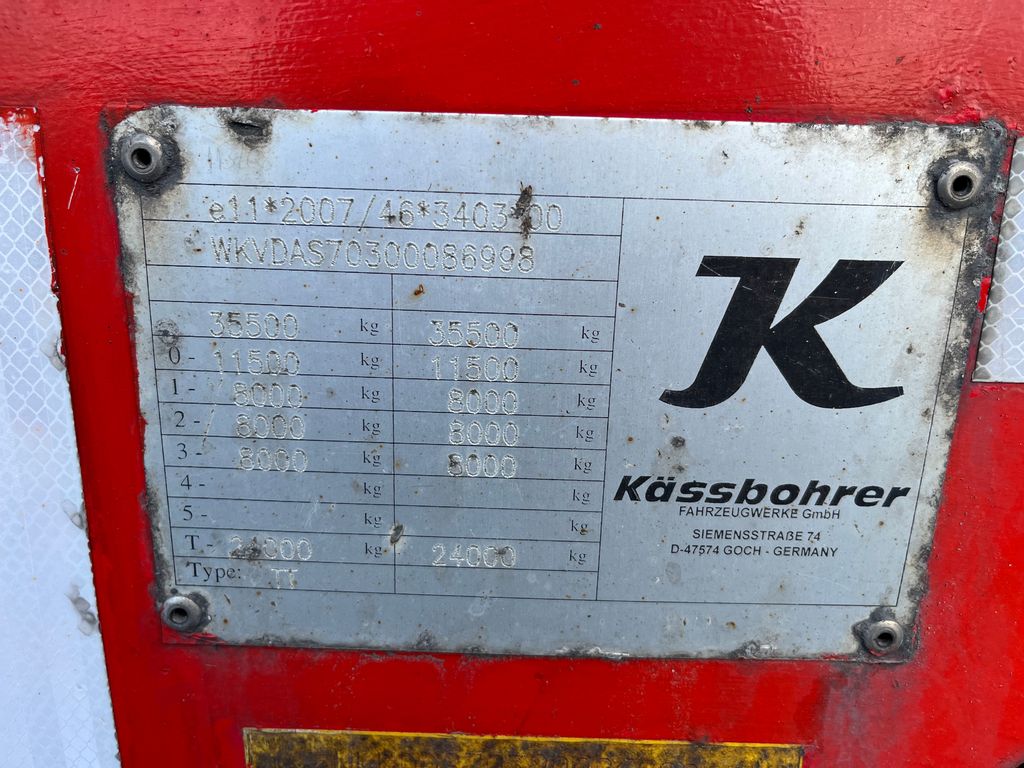 e11*2007/46*3403*00
WKVDAS70300086998
35500 kg 35500 kg
0 - 11500 kg 11500 kg
1 - 8000 kg 8000 kg
2 - 8000 kg 8000 kg
3 - 8000 kg 8000 kg
4 - kg kg
5 - kg kg
T - 24000 kg 24000 kg
Type: TT
K
Kässbohrer
FAHRZEUGWERKE GmbH
SIEMENSSTRAßE 74
D-47574 GOCH - GERMANY